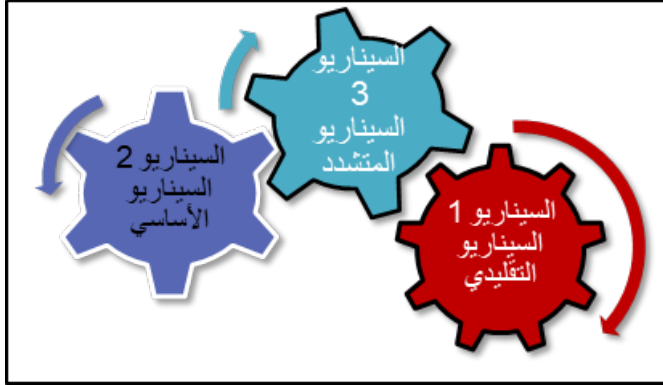 السيناريو 1
السيناريو
التقليدي
السيناريو 2
السيناريو
الأساسي
السيناريو
3
السيناريو
المتشدد